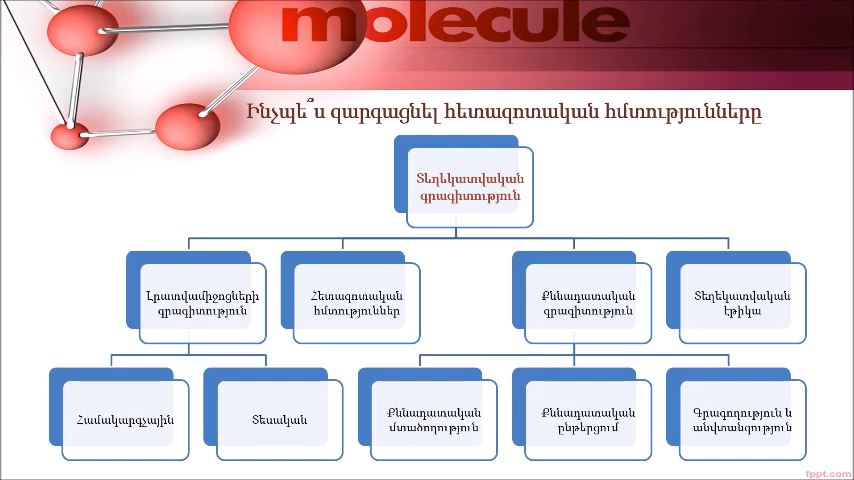 molecule
Ինչպե՞ս զարգացնել հետազոտական հմտությունները
Տեղեկատվական
գրագիտություն
Լրատվամիջոցների
գրագիտություն
Հետազոտական
հմտություններ
Քննադատական
գրագիտություն
Տեղեկատվական
էթիկա
Համակարգչային
Տեսական
Քննադատական
մտածողություն
Քննադատական
ընթերցում
Գրագողություն և
անվտանգություն
fppt.com